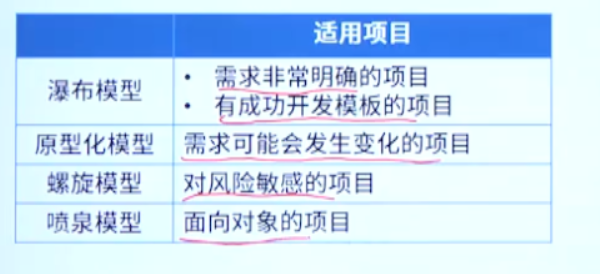 适用项目
瀑布模型
• 需求非常明确的项目
• 有成功开发模板的项目
原型化模型
需求可能会发生变化的项目
螺旋模型
对风险敏感的项目
喷泉模型
面向对象的项目